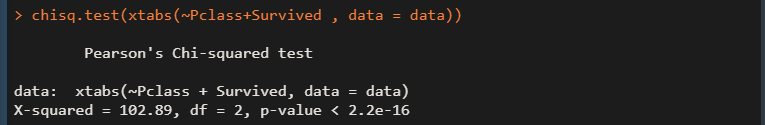 > chisq.test(xtabs(~Pclass+Survived , data = data))
Pearson's Chi-squared test
data:  xtabs(~Pclass + Survived, data = data)
X-squared = 102.89, df = 2, p-value < 2.2e-16